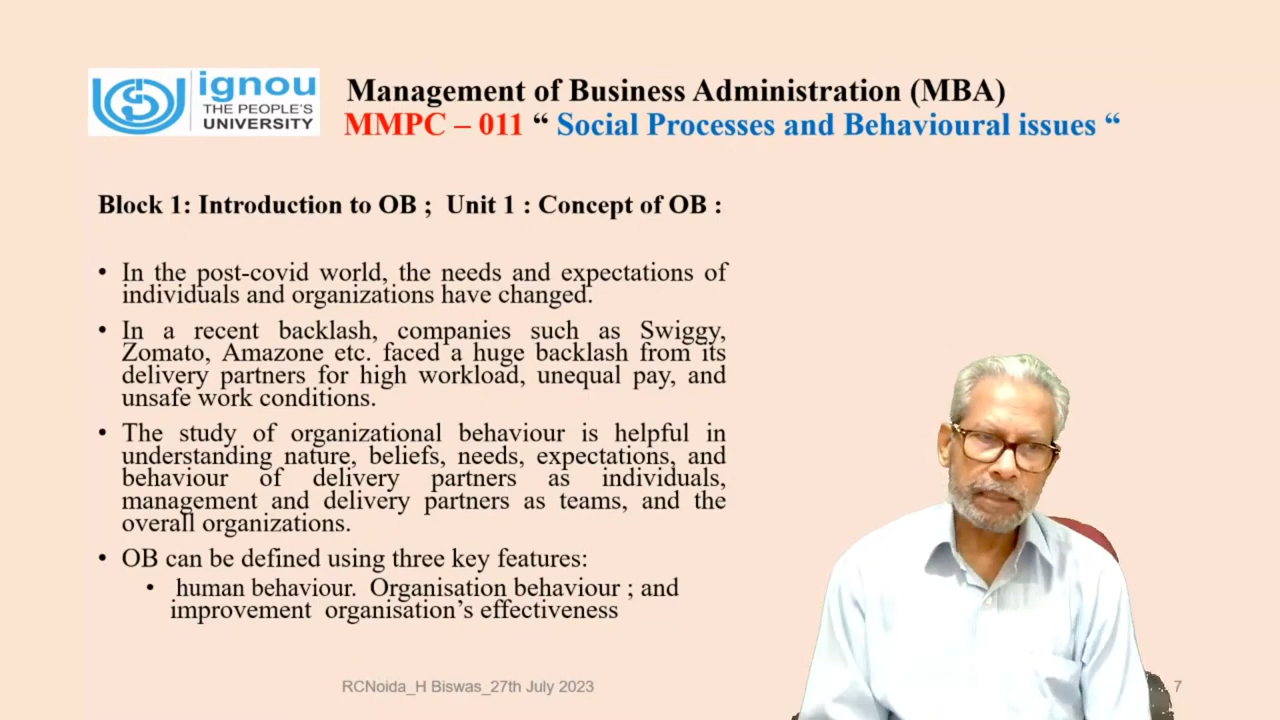 ignou
THE PEOPLE'S
UNIVERSITY
Management of Business Administration (MBA)
MMPC – 011 “ Social Processes and Behavioural issues “
Block 1: Introduction to OB ; Unit 1 : Concept of OB :
• In the post-covid world, the needs and expectations of
individuals and organizations have changed.
• In a recent backlash, companies such as Swiggy,
Zomato, Amazone etc. faced a huge backlash from its
delivery partners for high workload, unequal pay, and
unsafe work conditions.
• The study of organizational behaviour is helpful in
understanding nature, beliefs, needs, expectations, and
behaviour of delivery partners as individuals,
management and delivery partners as teams, and the
overall organizations.
• OB can be defined using three key features:
• human behaviour. Organisation behaviour ; and
improvement organisation’s effectiveness
RCNoida_H Biswas_27th July 2023
7